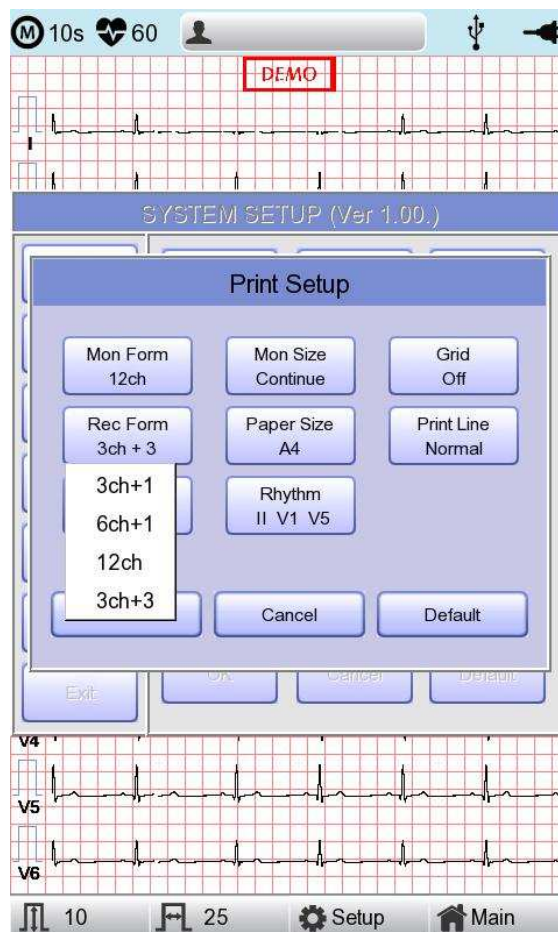 M 10s 60
DEMO
I
SYSTEM SETUP (Ver 1.00.)
Print Setup
Mon Form
12ch
Mon Size
Continue
Grid
Off
Rec Form
3ch + 3
Paper Size
A4
Print Line
Normal
3ch+1
6ch+1
12ch
3ch+3
Rhythm
II V1 V5
Cancel
Default
Exit
OK
Cancel
Default
V4
V5
V6
10
25
Setup
Main